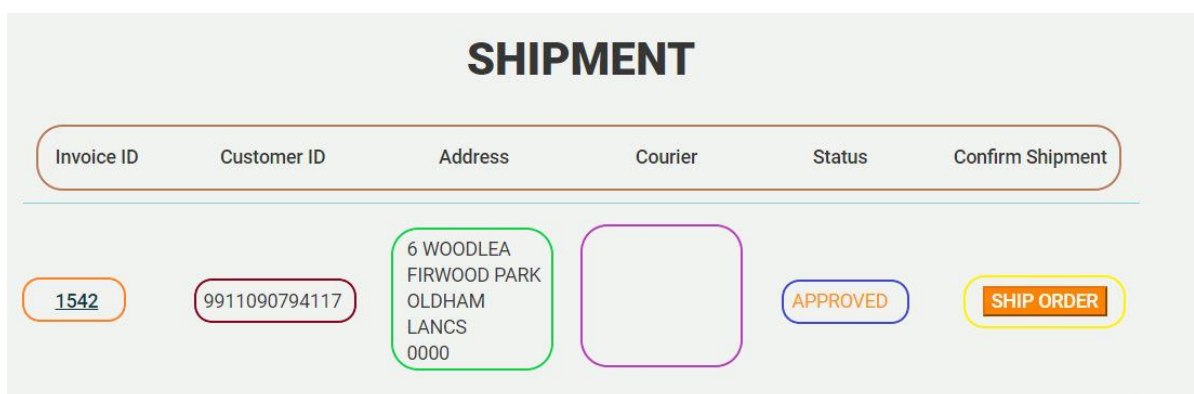 SHIPMENT
Invoice ID Customer ID Address Courier Status Confirm Shipment
1542 9911090794117 6 WOODLEA
FIRWOOD PARK
OLDHAM
LANCS
0000
APPROVED SHIP ORDER